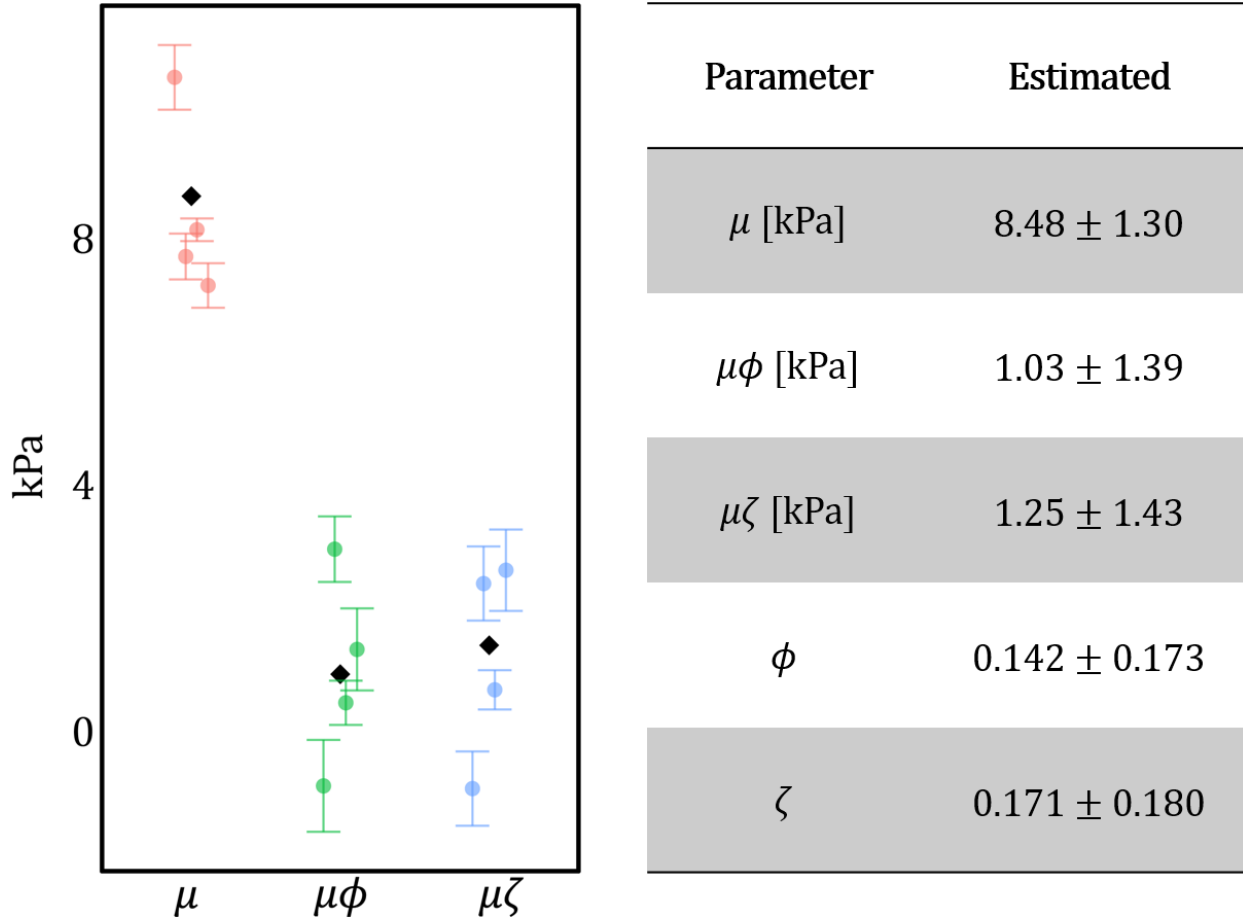 kPa
8
4
0
μ μϕ μζ
Parameter Estimated
μ [kPa] 8.48 ± 1.30
μϕ [kPa] 1.03 ± 1.39
μζ [kPa] 1.25 ± 1.43
ϕ 0.142 ± 0.173
ζ 0.171 ± 0.180